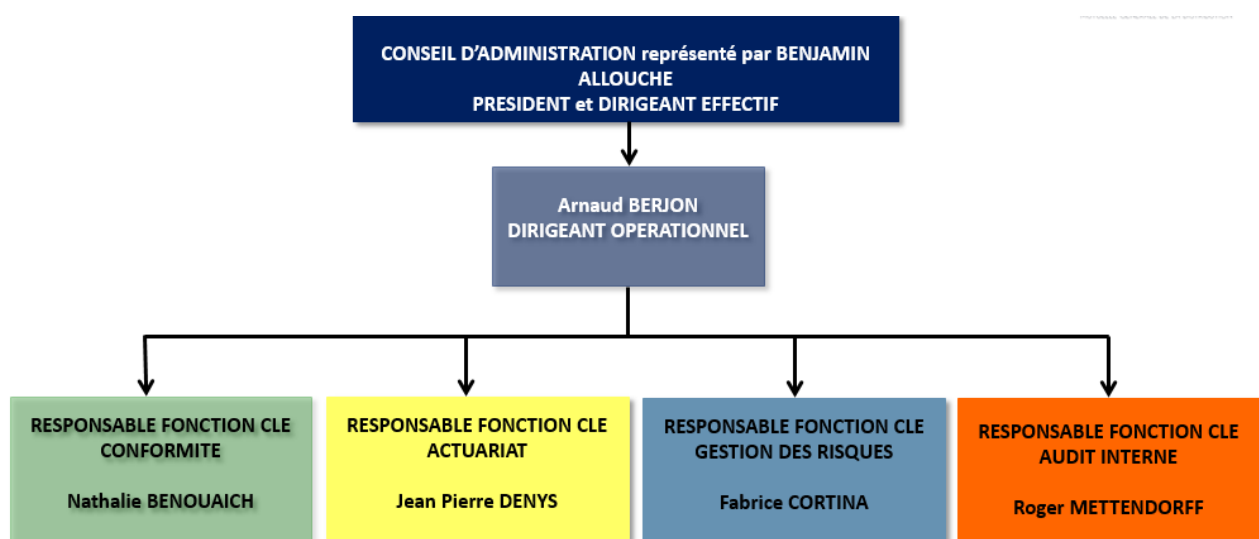 CONSEIL D'ADMINISTRATION représenté par BENJAMIN
ALLOUCHE
PRESIDENT et DIRIGEANT EFFECTIF
Arnaud BERJON
DIRIGEANT OPERATIONNEL
RESPONSABLE FONCTION CLE
CONFORMITE
Nathalie BENOUAICH
RESPONSABLE FONCTION CLE
ACTUARIAT
Jean Pierre DENYS
RESPONSABLE FONCTION CLE
GESTION DES RISQUES
Fabrice CORTINA
RESPONSABLE FONCTION CLE
AUDIT INTERNE
Roger METTENDORFF